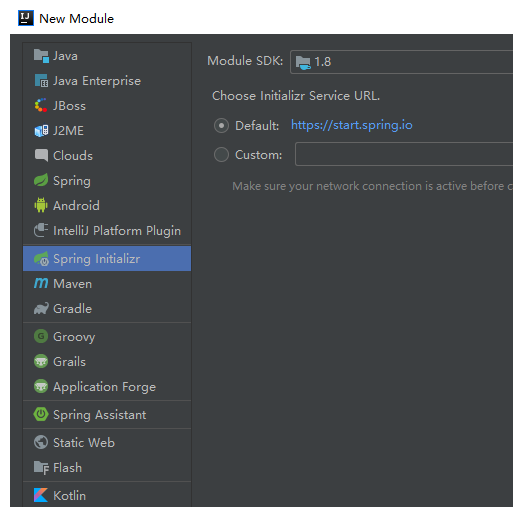 New Module
Java
Java Enterprise
JBoss
J2ME
Clouds
Spring
Android
IntelliJ Platform Plugin
Spring Initializr
Maven
Gradle
Groovy
Grails
Application Forge
Spring Assistant
Static Web
Flash
Kotlin
Module SDK: 1.8
Choose Initializr Service URL.
Default: https://start.spring.io
Custom:
Make sure your network connection is active before c